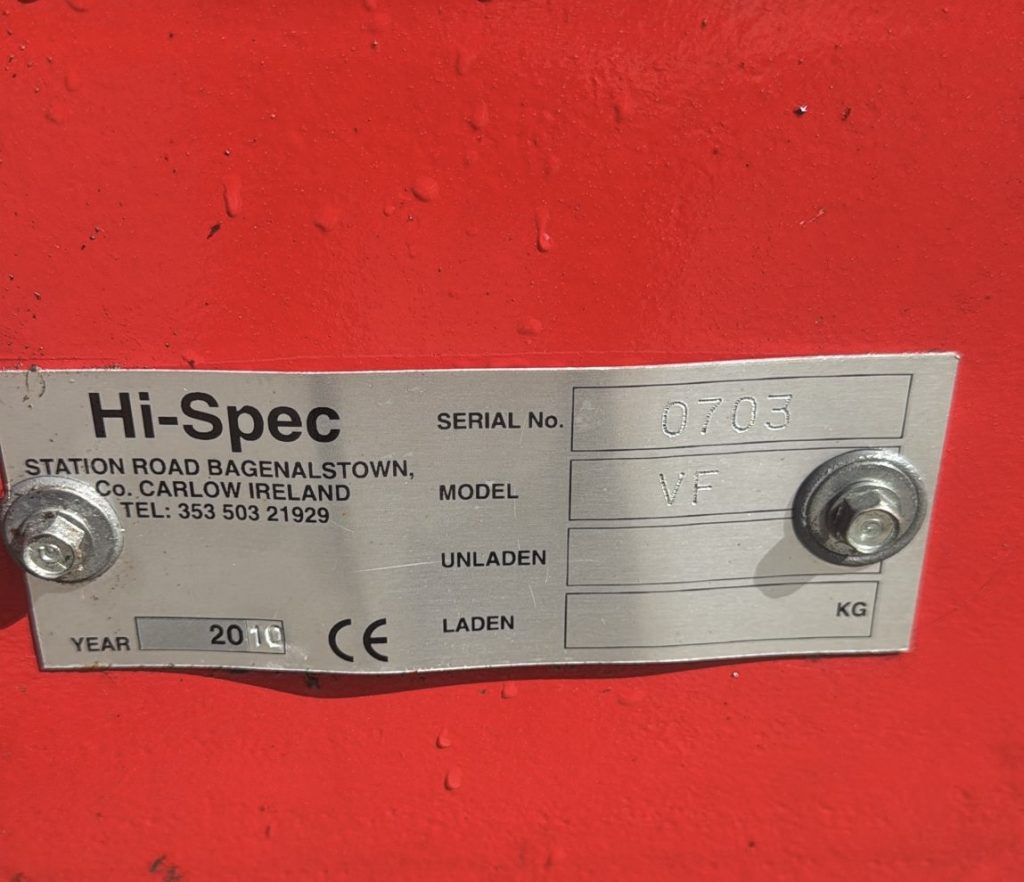 Hi-Spec
STATION ROAD BAGENALSTOWN,
Co. CARLOW IRELAND
TEL: 353 503 21929
YEAR 2010
CE
SERIAL No. 0703
MODEL VF
UNLADEN
LADEN KG